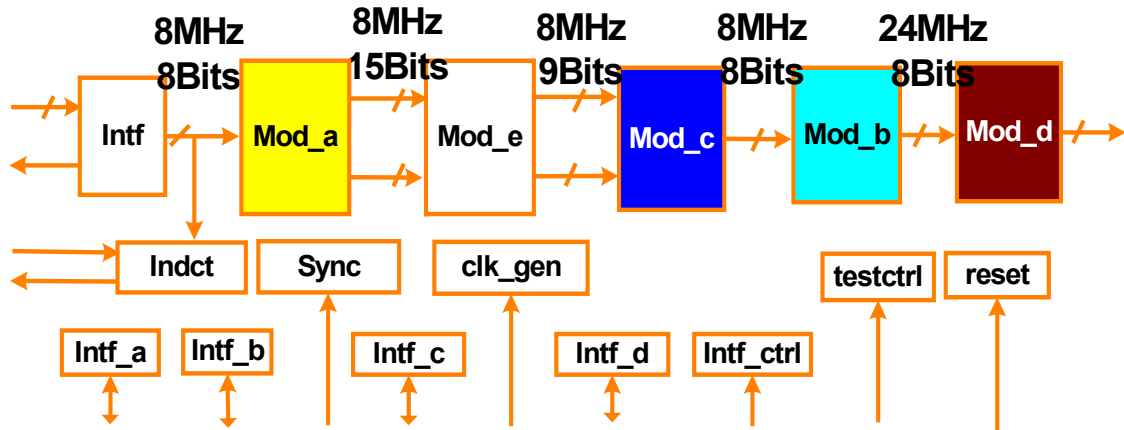 8MHz
8Bits
8MHz
15Bits
8MHz
9Bits
8MHz
8Bits
24MHz
8Bits
Intf
Mod_a
Mod_e
Mod_c
Mod_b
Mod_d
Indct
Sync
clk_gen
testctrl
reset
Intf_a
Intf_b
Intf_c
Intf_d
Intf_ctrl